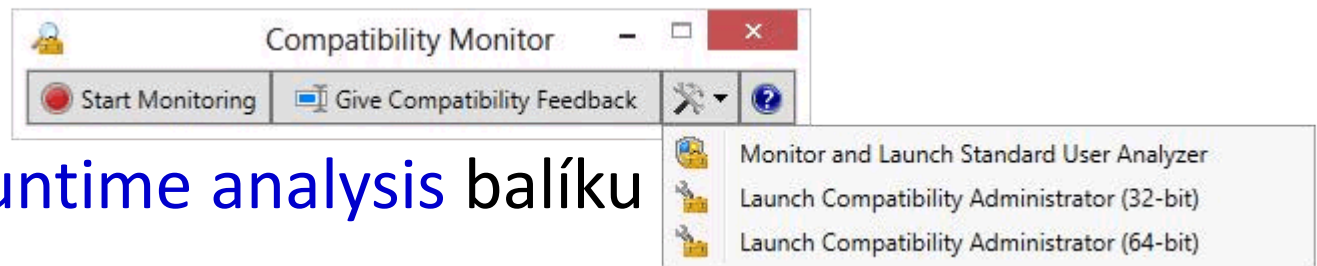 Compatibility Monitor
Start Monitoring Give Compatibility Feedback
Monitor and Launch Standard User Analyzer
untime analysis balíku
Launch Compatibility Administrator (32-bit)
Launch Compatibility Administrator (64-bit)